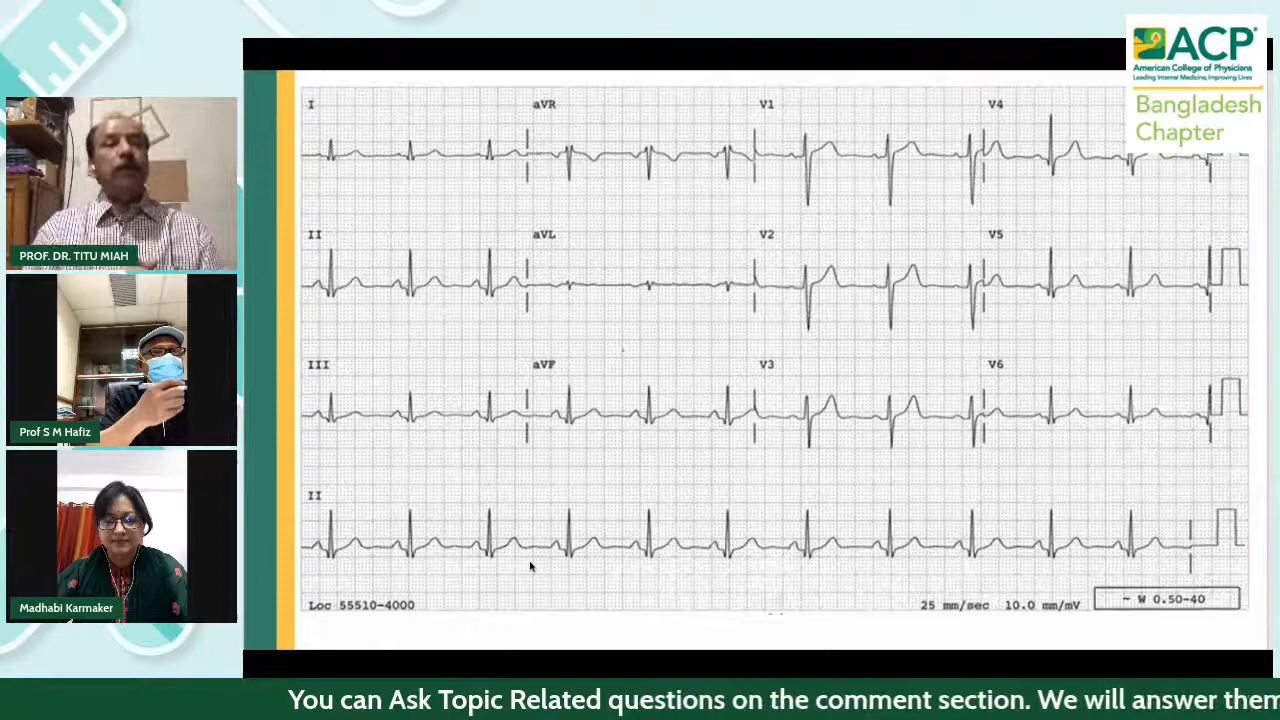 ACP
American College of Physicians
Leading Internal Medicine, Improving Lives
Bangladesh
Chapter
I
aVR
V1
V4
II
aVL
V2
V5
III
aVF
V3
V6
II
Loc 55510-4000
25 mm/sec 10.0 mm/mV
~ W 0.50-40
PROF. DR. TITU MIAH
Prof S M Hafiz
Madhabi Karmaker
You can Ask Topic Related questions on the comment section. We will answer them